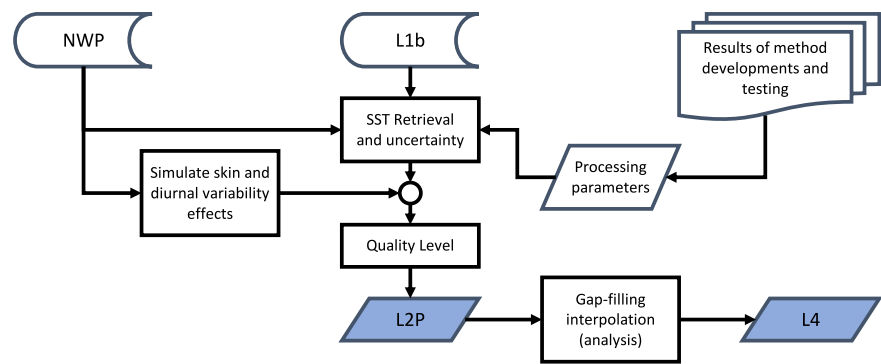 NWP
L1b
Results of method
developments and
testing
SST Retrieval
and uncertainty
Processing
parameters
Simulate skin and
diurnal variability
effects
Quality Level
L2P
Gap-filling
interpolation
(analysis)
L4